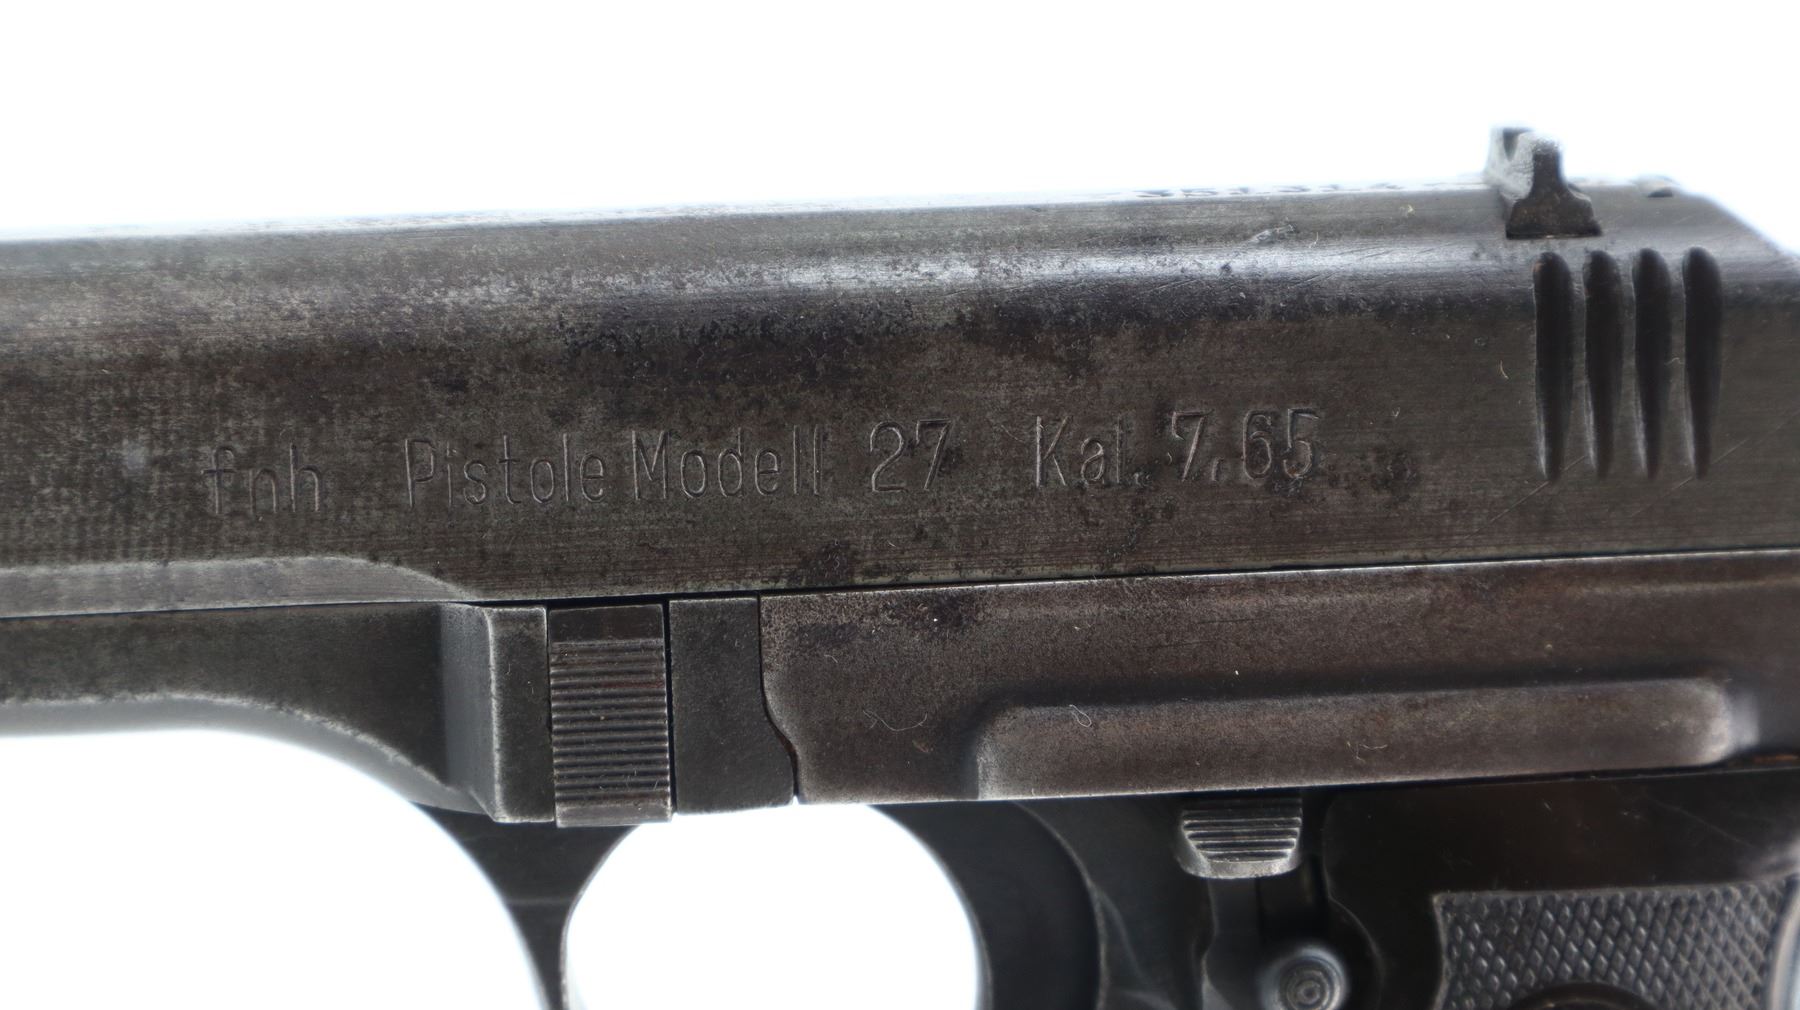 fnh Pistole Modell 27 Kal. 7.65